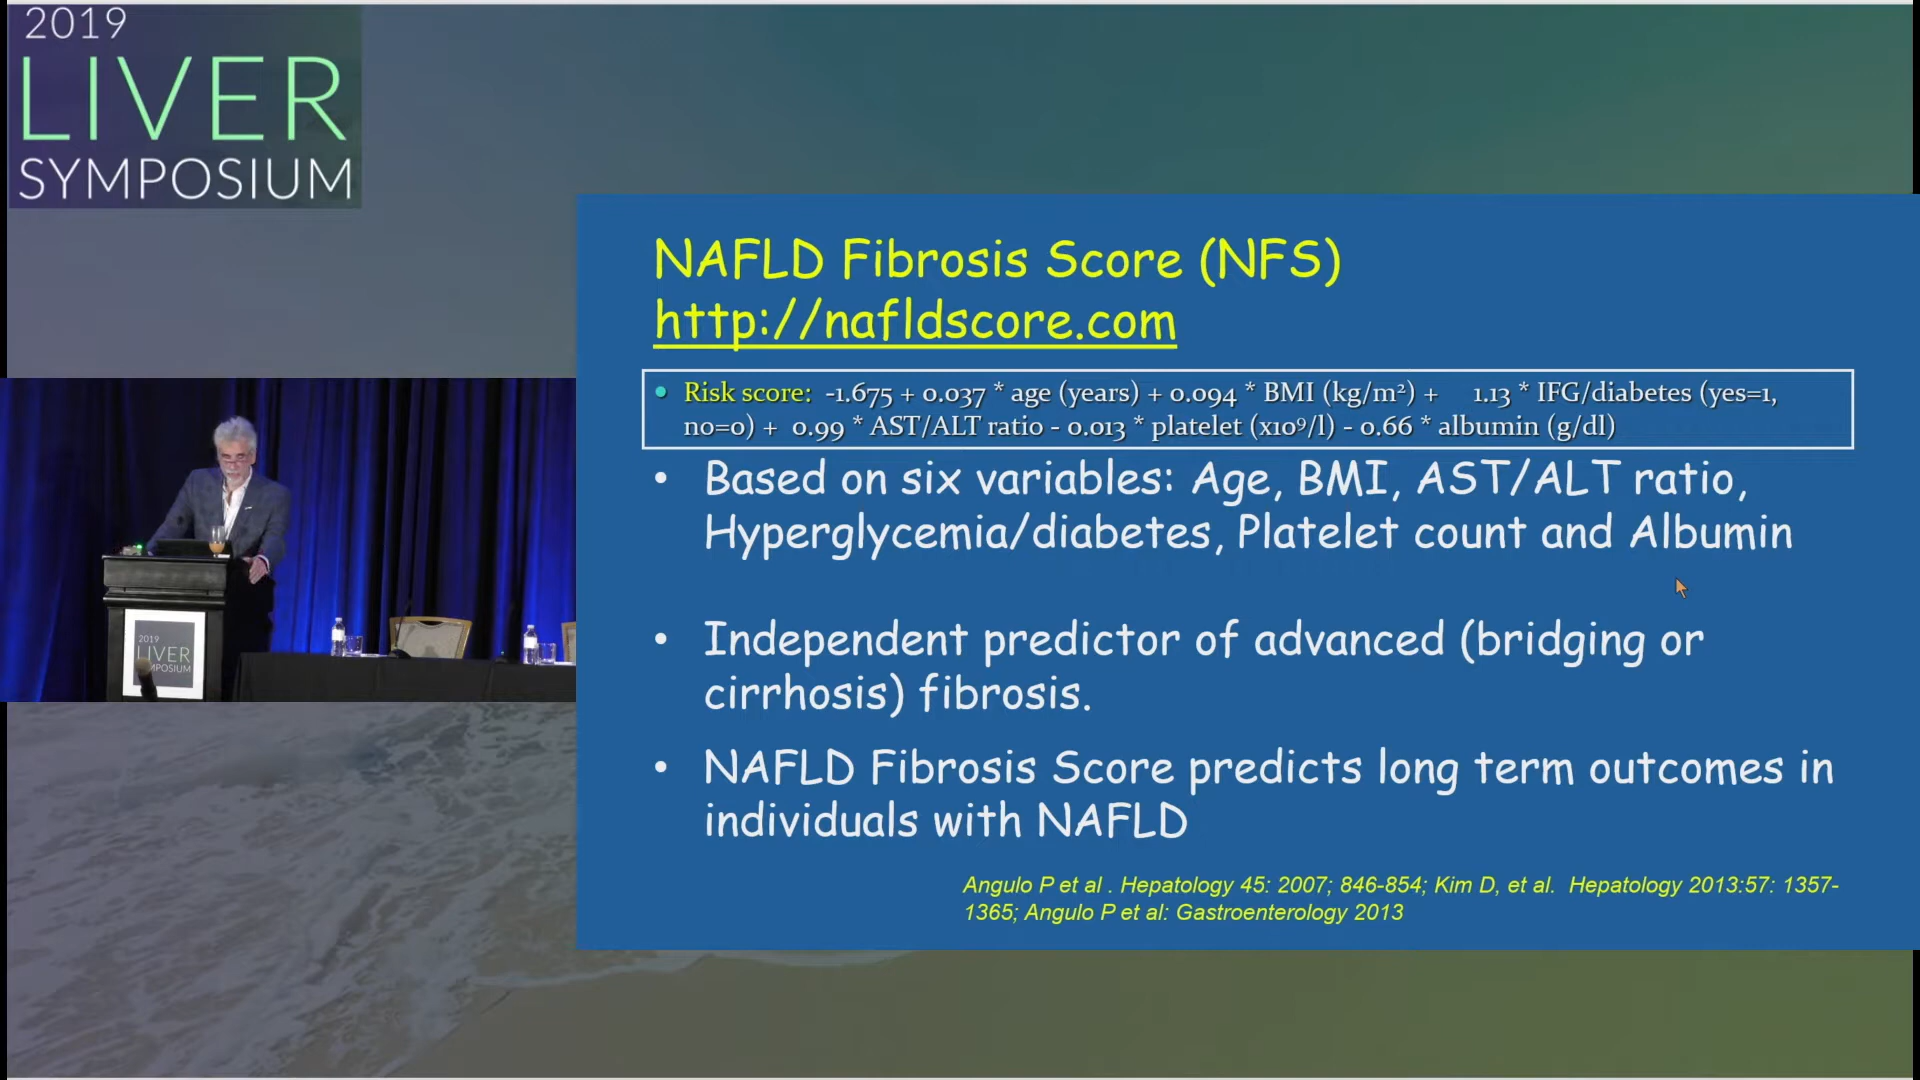 2019
LIVER
SYMPOSIUM
NAFLD Fibrosis Score (NFS)
http://nafldscore.com
• Risk score: -1.675 + 0.037 * age (years) + 0.094 * BMI (kg/m²) + 1.13 * IFG/diabetes (yes=1,
no=0) + 0.99 * AST/ALT ratio - 0.013 * platelet (x10⁹/l) - 0.66 * albumin (g/dl)
• Based on six variables: Age, BMI, AST/ALT ratio,
Hyperglycemia/diabetes, Platelet count and Albumin
• Independent predictor of advanced (bridging or
cirrhosis) fibrosis.
• NAFLD Fibrosis Score predicts long term outcomes in
individuals with NAFLD
Angulo P et al . Hepatology 45: 2007; 846-854; Kim D, et al. Hepatology 2013:57: 1357-
1365; Angulo P et al: Gastroenterology 2013
2019
LIVER